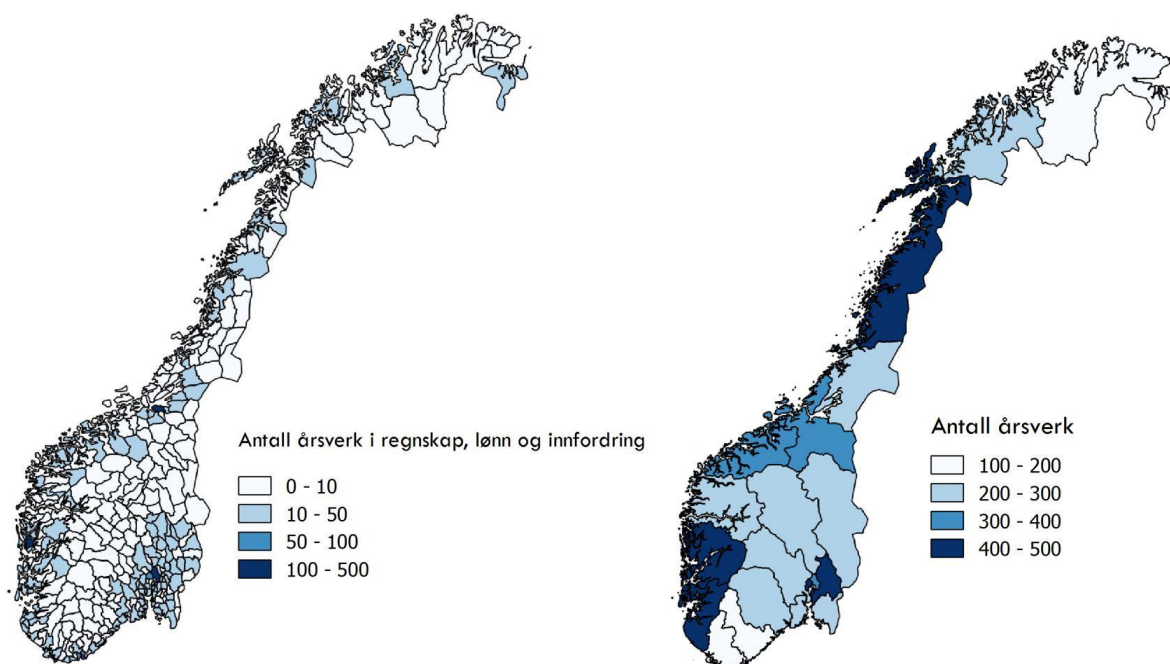 Antall årsverk i regnskap, lønn og innfordring
0 - 10
10 - 50
50 - 100
100 - 500
Antall årsverk
100 - 200
200 - 300
300 - 400
400 - 500